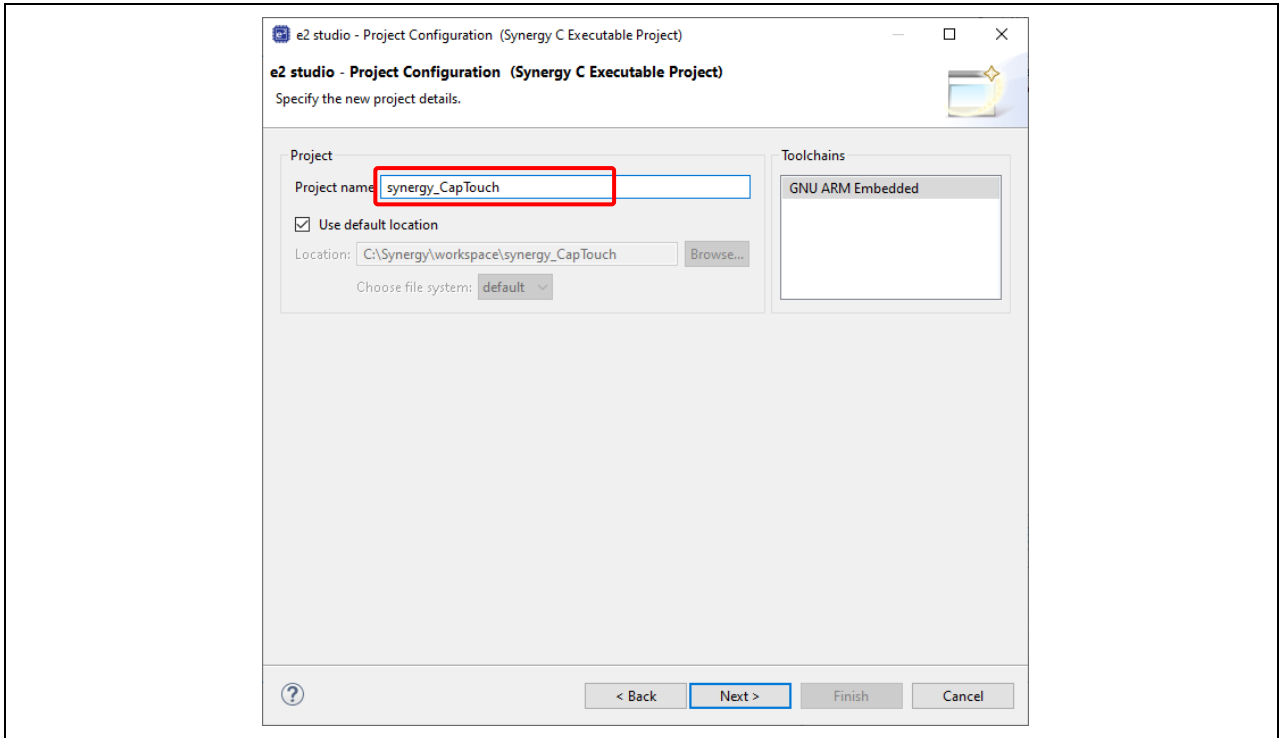 e2 studio - Project Configuration (Synergy C Executable Project)
e2 studio - Project Configuration (Synergy C Executable Project)
Specify the new project details.
Project
Project name synergy_CapTouch
Use default location
Location: C:\Synergy\workspace\synergy_CapTouch Browse...
Choose file system: default
Toolchains
GNU ARM Embedded
? < Back Next > Finish Cancel